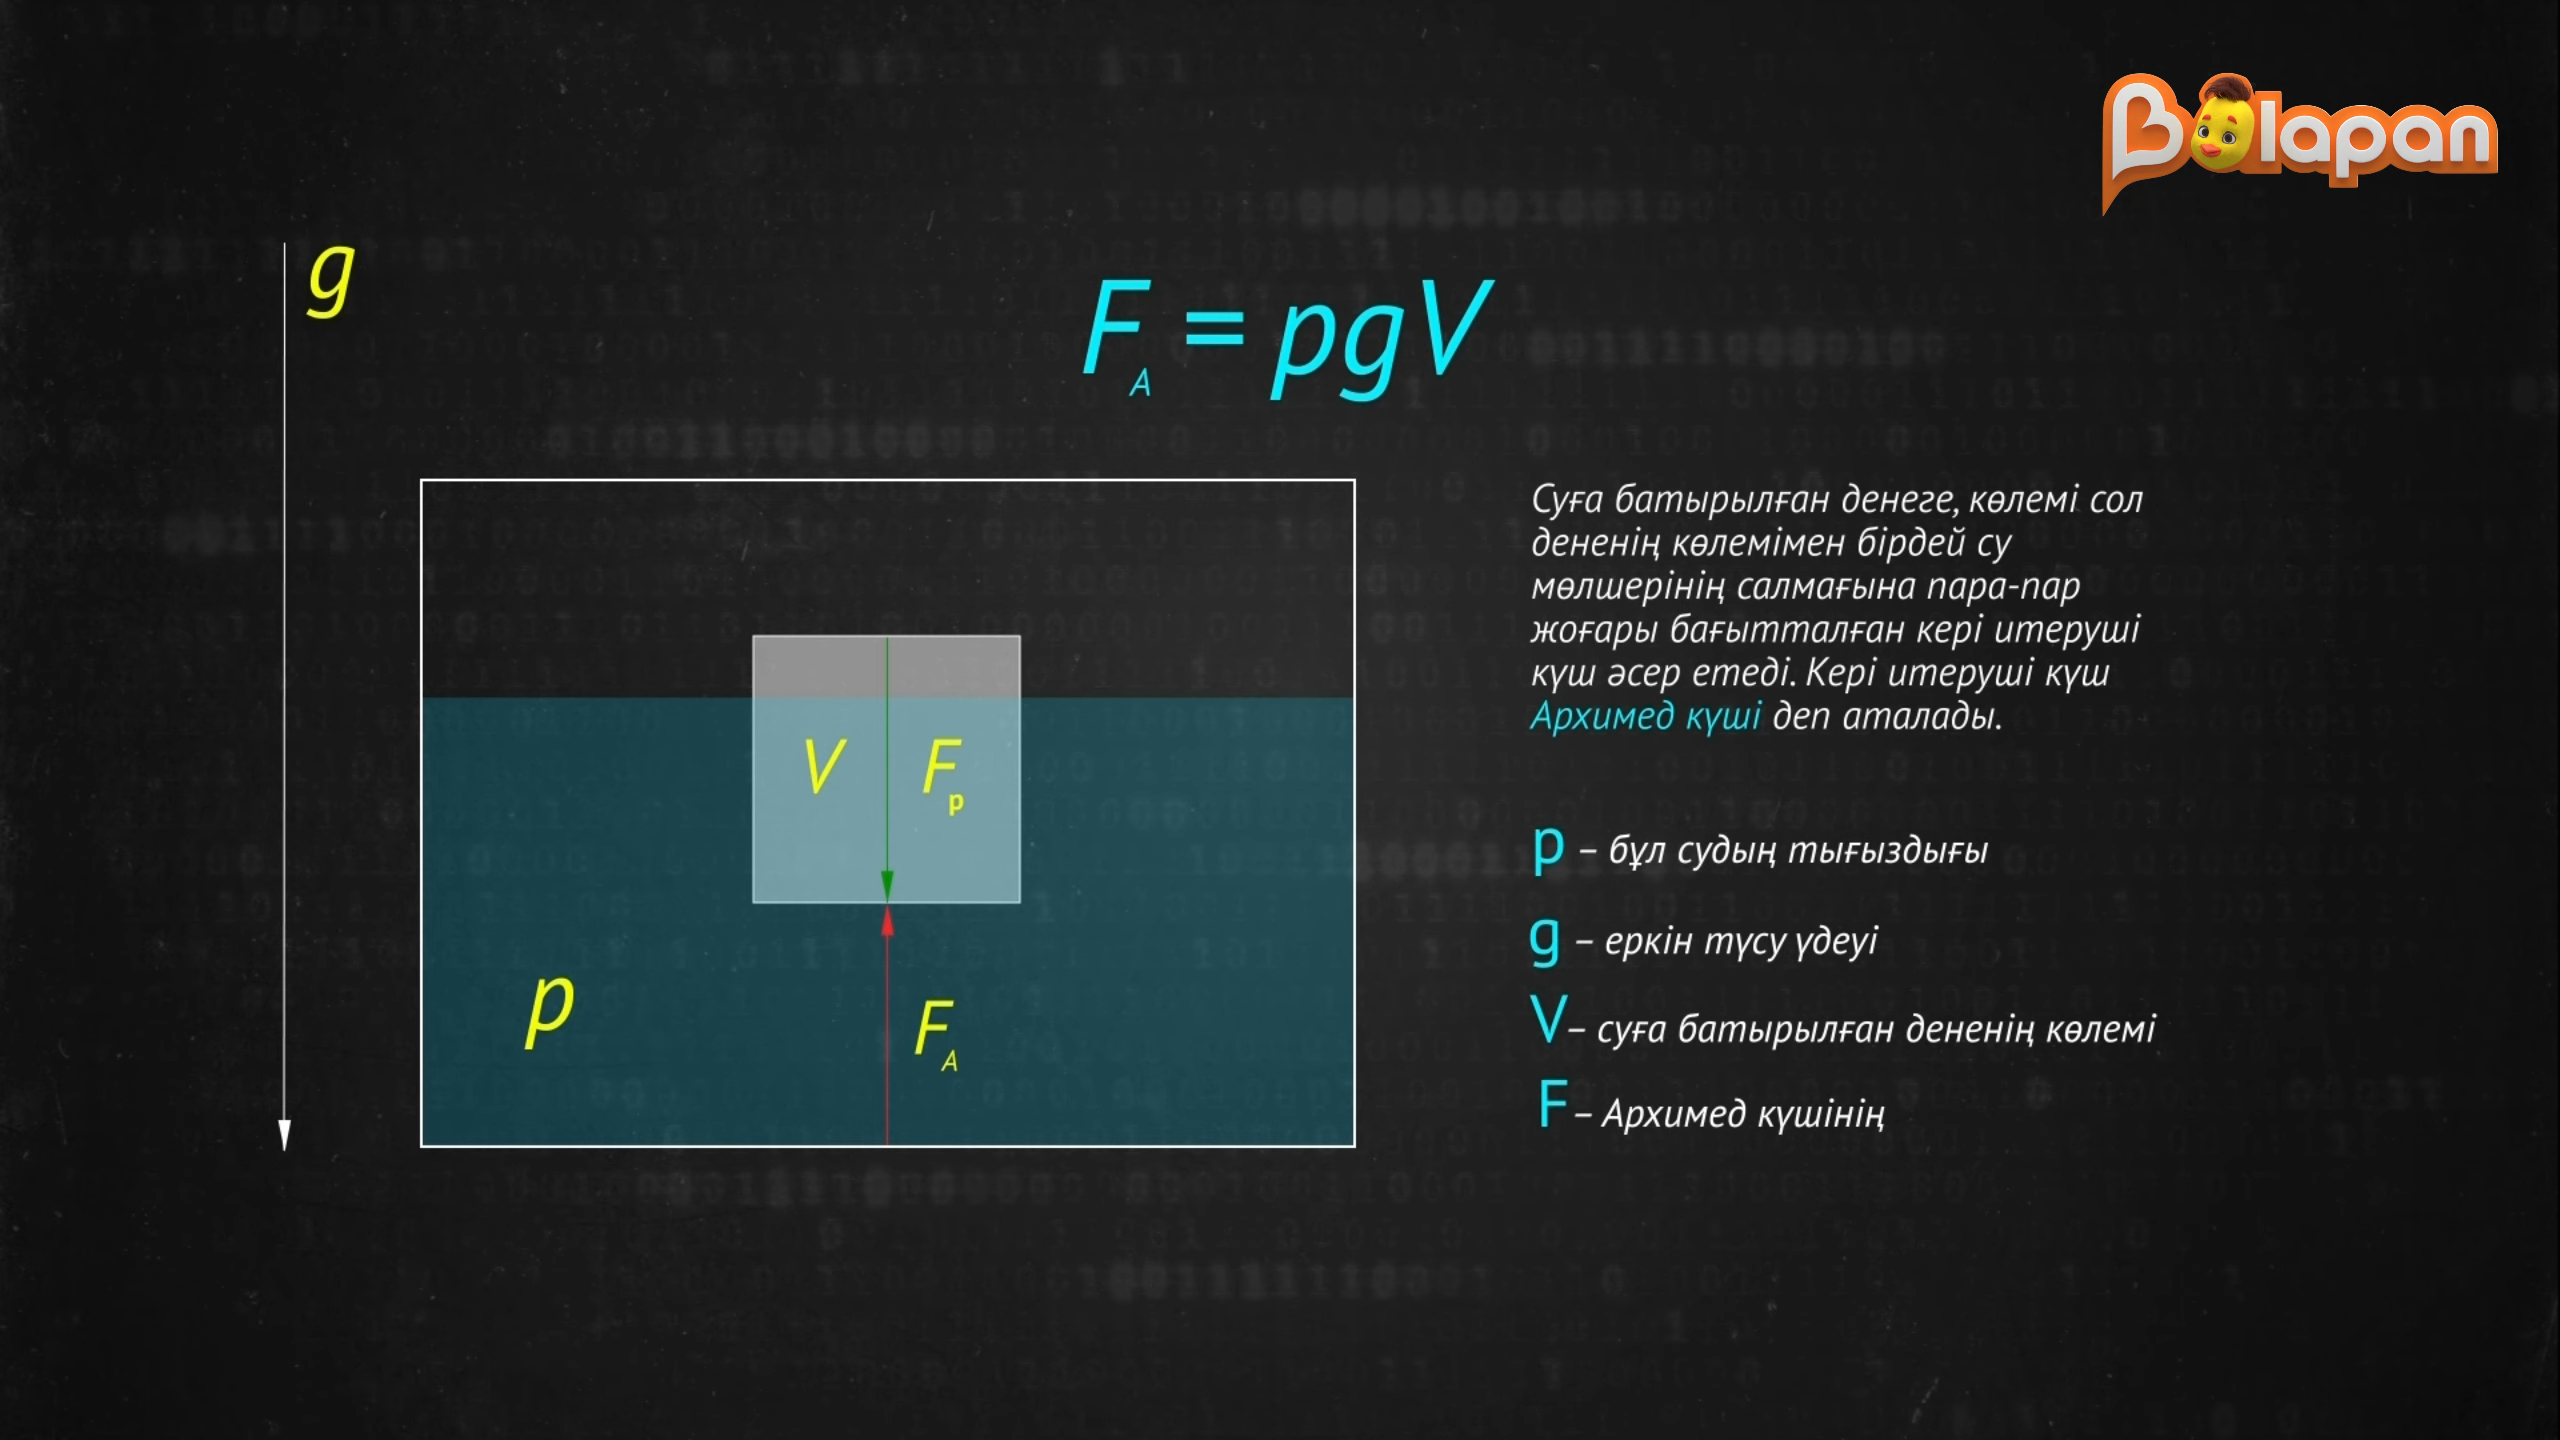 Balapan
g
F_A = pgV
Суға батырылған денеге, көлемі сол
дененің көлемімен бірдей су
мөлшерінің салмағына пара-пар
жоғары бағытталған кері итеруші
күш әсер етеді. Кері итеруші күш
Архимед күші деп аталады.
V F_p
p – бұл судың тығыздығы
g – еркін түсу үдеуі
p
F_A
V – суға батырылған дененің көлемі
F – Архимед күшінің